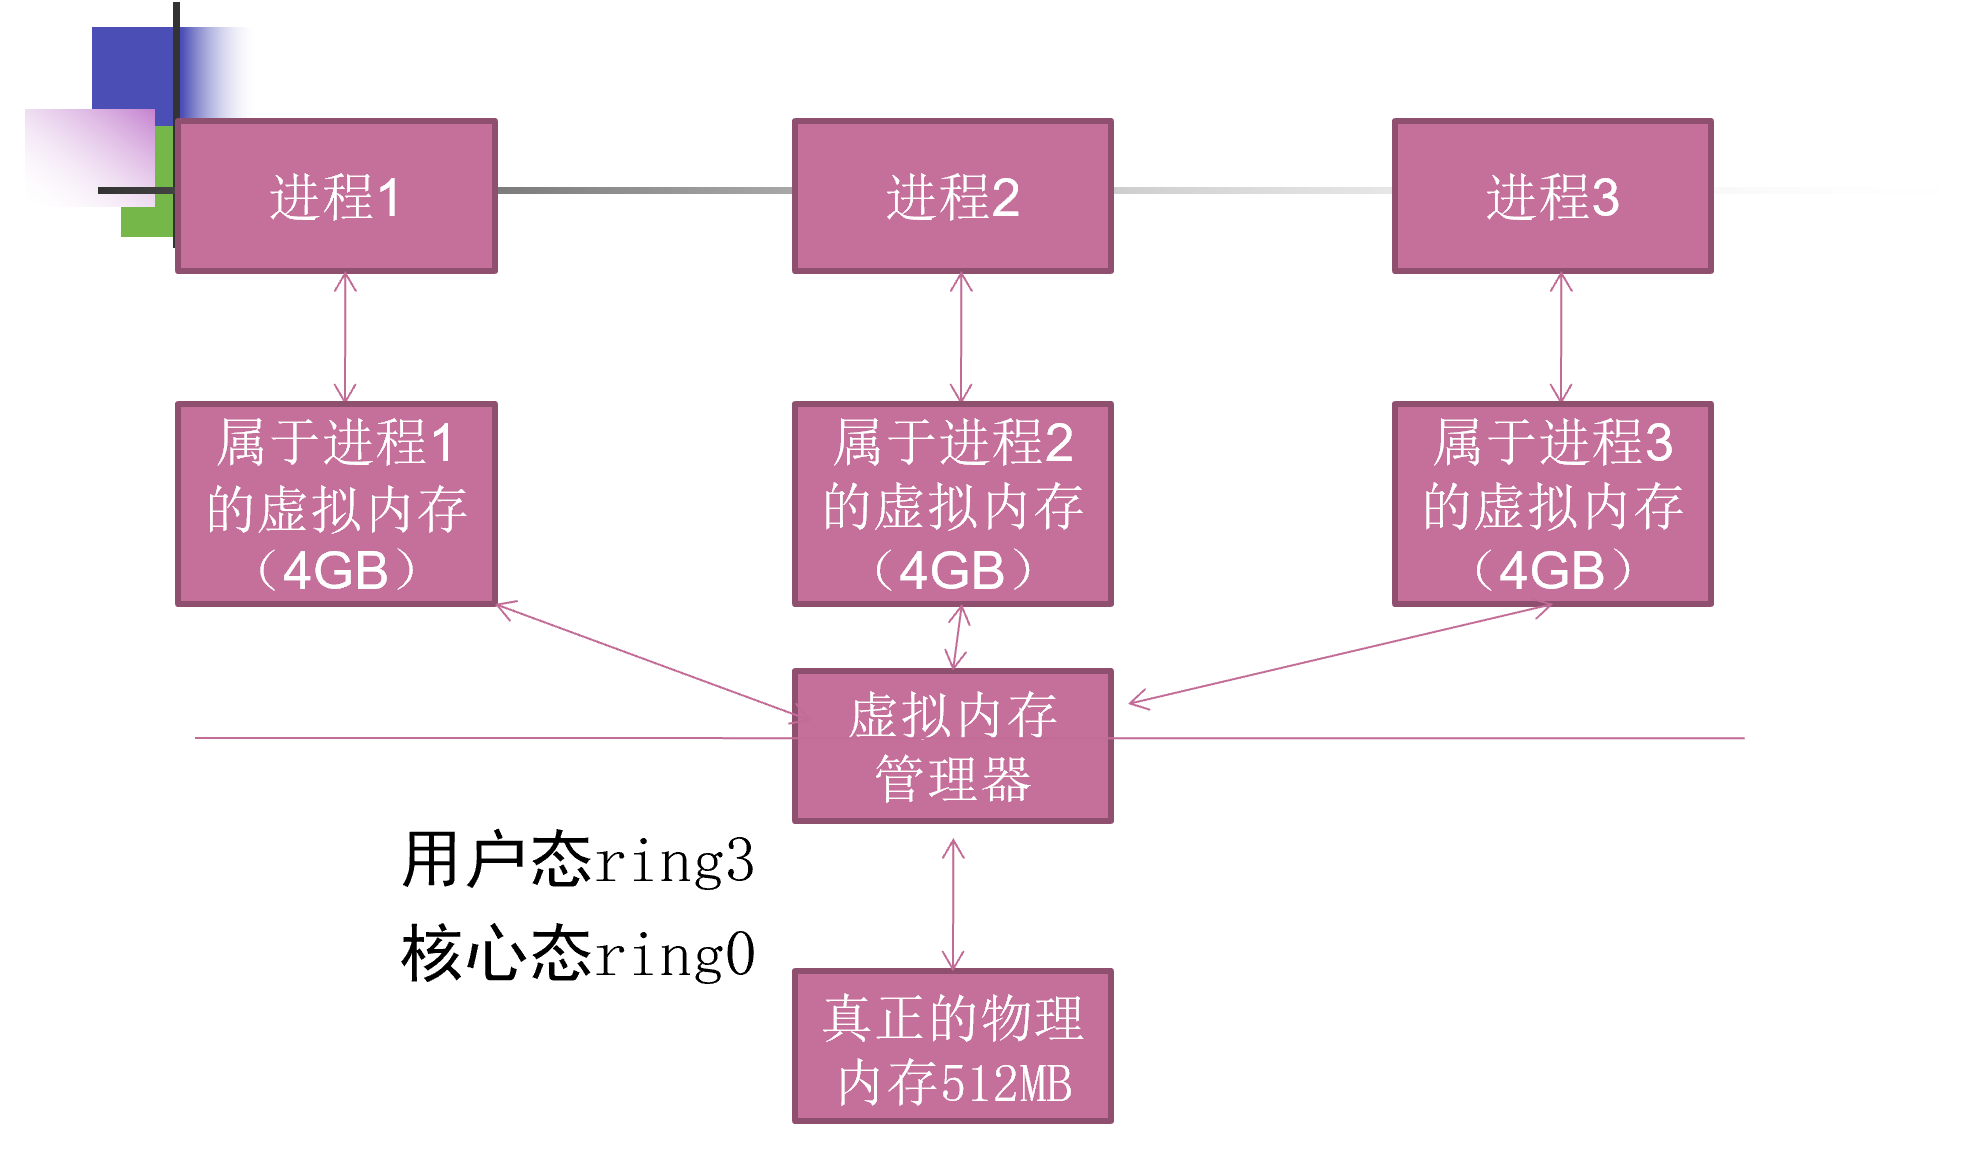 进程1
进程2
进程3
属于进程1
的虚拟内存
（4GB）
属于进程2
的虚拟内存
（4GB）
属于进程3
的虚拟内存
（4GB）
虚拟内存
管理器
用户态ring3
核心态ring0
真正的物理
内存512MB